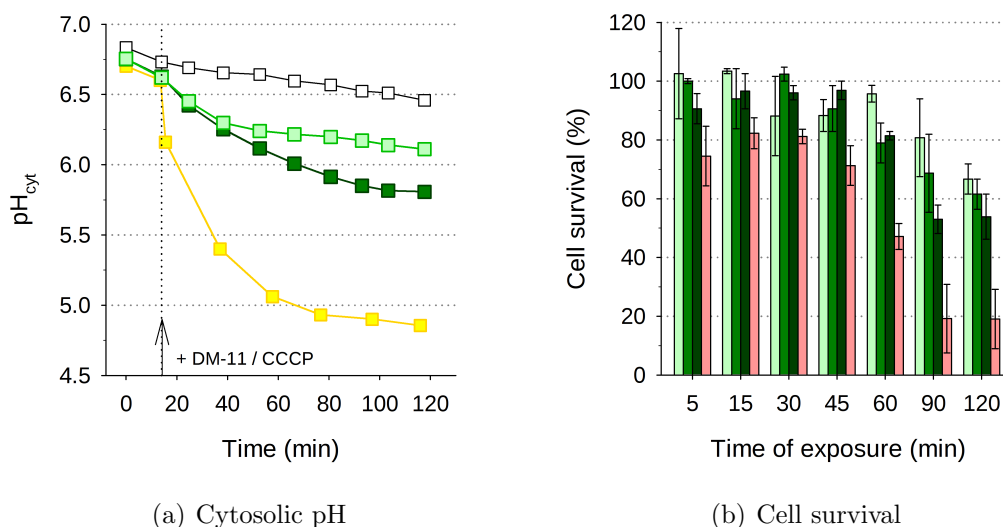 7.0
6.5
6.0
5.5
5.0
4.5
pHcyt
+ DM-11 / CCCP
0 20 40 60 80 100 120
Time (min)
(a) Cytosolic pH
120
100
80
60
40
20
0
Cell survival (%)
5 15 30 45 60 90 120
Time of exposure (min)
(b) Cell survival